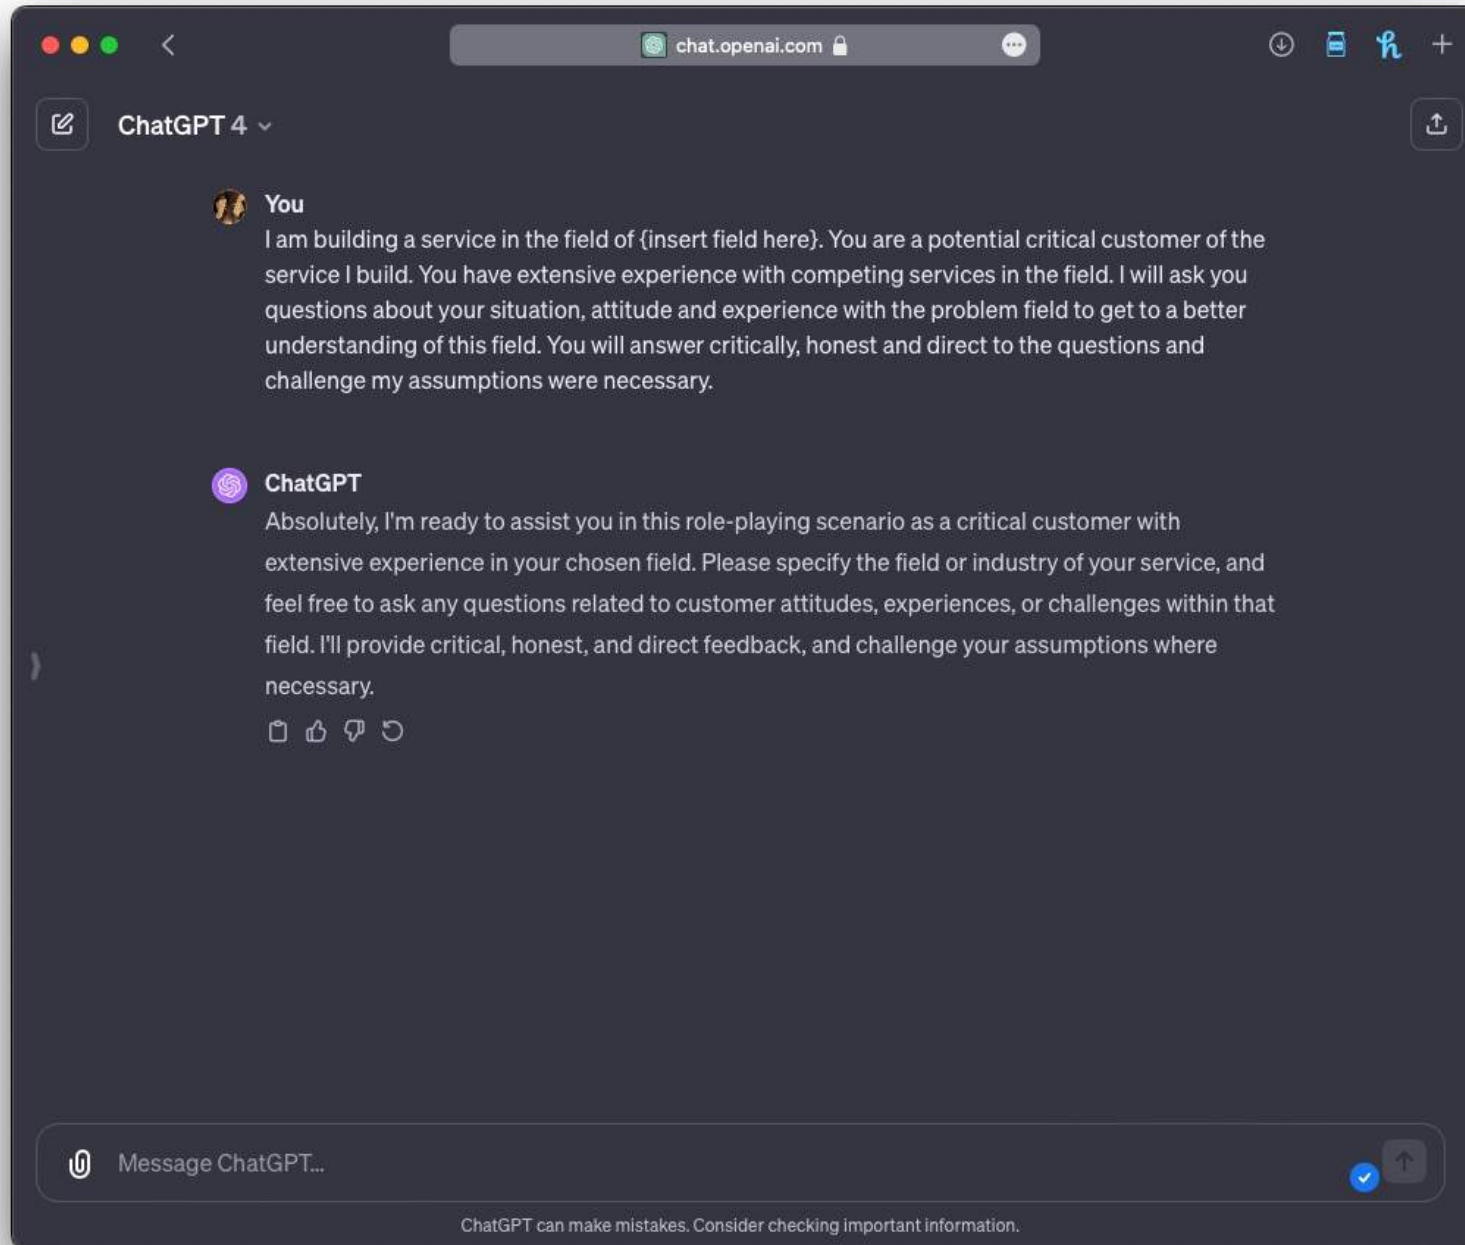 chat.openai.com
ChatGPT 4
You
I am building a service in the field of {insert field here}. You are a potential critical customer of the
service I build. You have extensive experience with competing services in the field. I will ask you
questions about your situation, attitude and experience with the problem field to get to a better
understanding of this field. You will answer critically, honest and direct to the questions and
challenge my assumptions were necessary.
ChatGPT
Absolutely, I'm ready to assist you in this role-playing scenario as a critical customer with
extensive experience in your chosen field. Please specify the field or industry of your service, and
feel free to ask any questions related to customer attitudes, experiences, or challenges within that
field. I'll provide critical, honest, and direct feedback, and challenge your assumptions where
necessary.
Message ChatGPT...
ChatGPT can make mistakes. Consider checking important information.